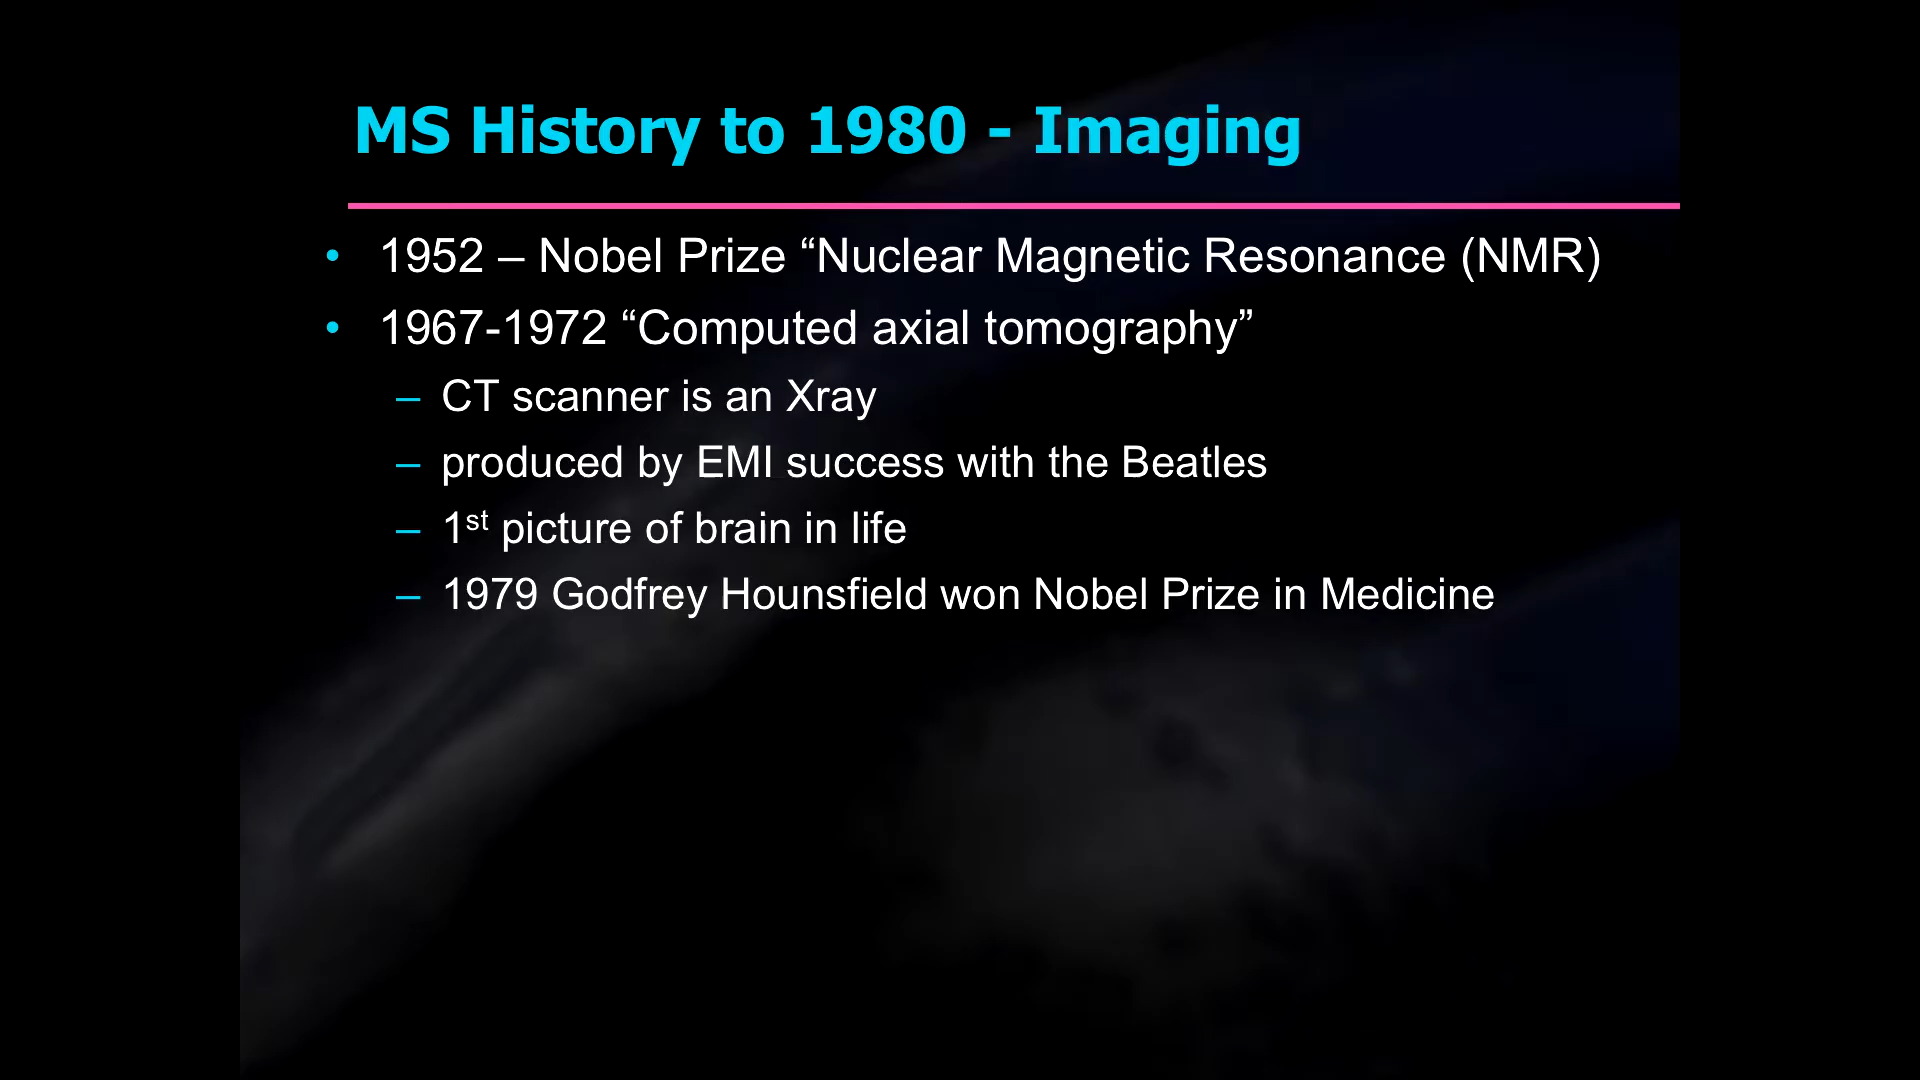 MS History to 1980 - Imaging
• 1952 – Nobel Prize “Nuclear Magnetic Resonance (NMR)
• 1967-1972 “Computed axial tomography”
– CT scanner is an Xray
– produced by EMI success with the Beatles
– 1st picture of brain in life
– 1979 Godfrey Hounsfield won Nobel Prize in Medicine